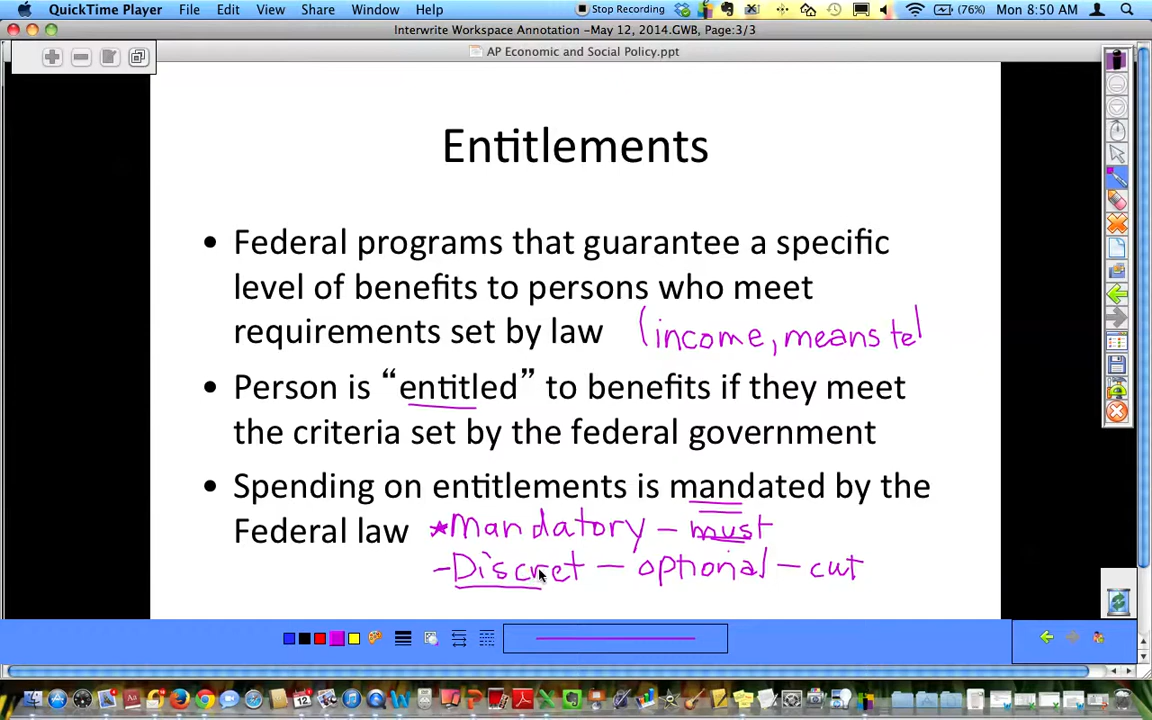 QuickTime Player File Edit View Share Window Help Stop Recording (76%) Mon 8:50 AM
Interwrite Workspace Annotation -May 12, 2014.GWB, Page:3/3
AP Economic and Social Policy.ppt
Entitlements
• Federal programs that guarantee a specific
level of benefits to persons who meet
requirements set by law (income, means te
• Person is “entitled” to benefits if they meet
the criteria set by the federal government
• Spending on entitlements is mandated by the
Federal law *Mandatory - must
-Discret - optional - cut